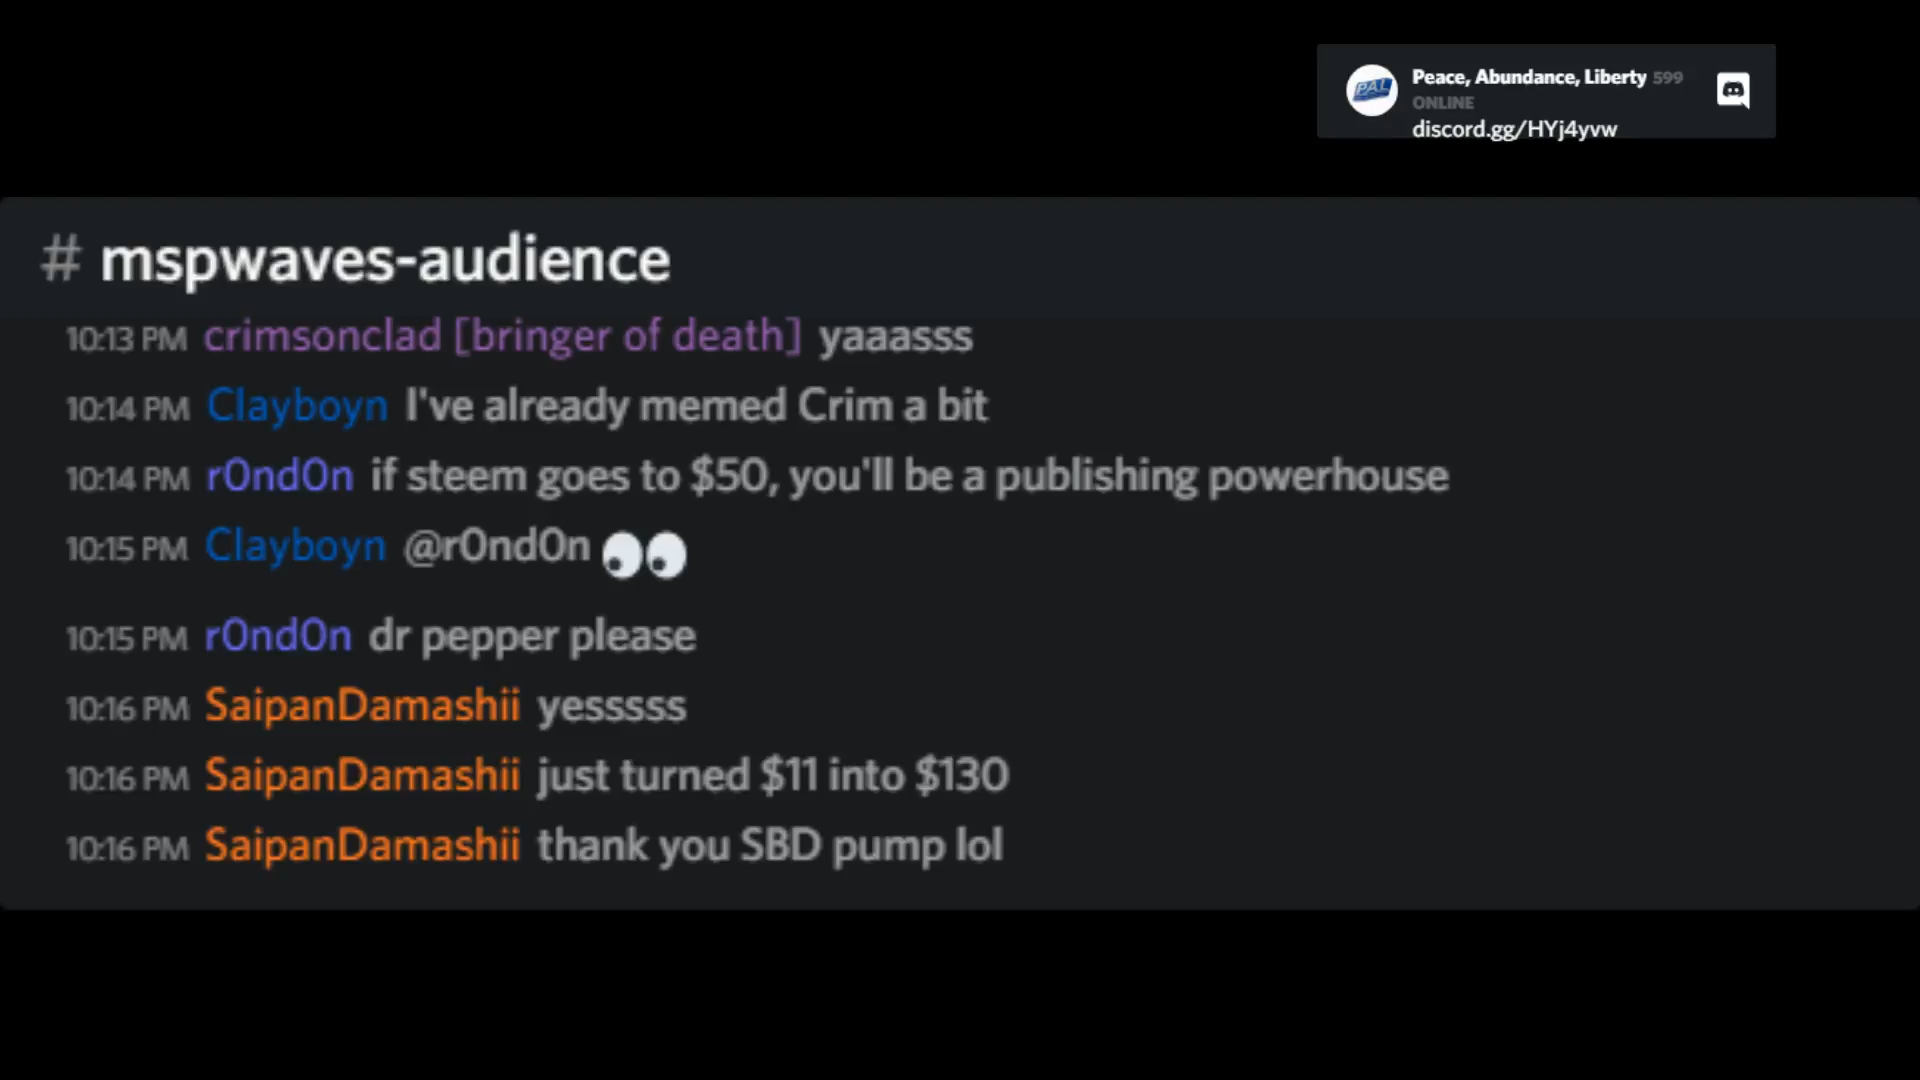 Peace, Abundance, Liberty 599
ONLINE
discord.gg/HYj4yvw
# mspwaves-audience
10:13 PM crimsonclad [bringer of death] yaaasss
10:14 PM Clayboyn I've already memed Crim a bit
10:14 PM r0nd0n if steem goes to $50, you'll be a publishing powerhouse
10:15 PM Clayboyn @r0nd0n 👀
10:15 PM r0nd0n dr pepper please
10:16 PM SaipanDamashii yesssss
10:16 PM SaipanDamashii just turned $11 into $130
10:16 PM SaipanDamashii thank you SBD pump lol
PAL